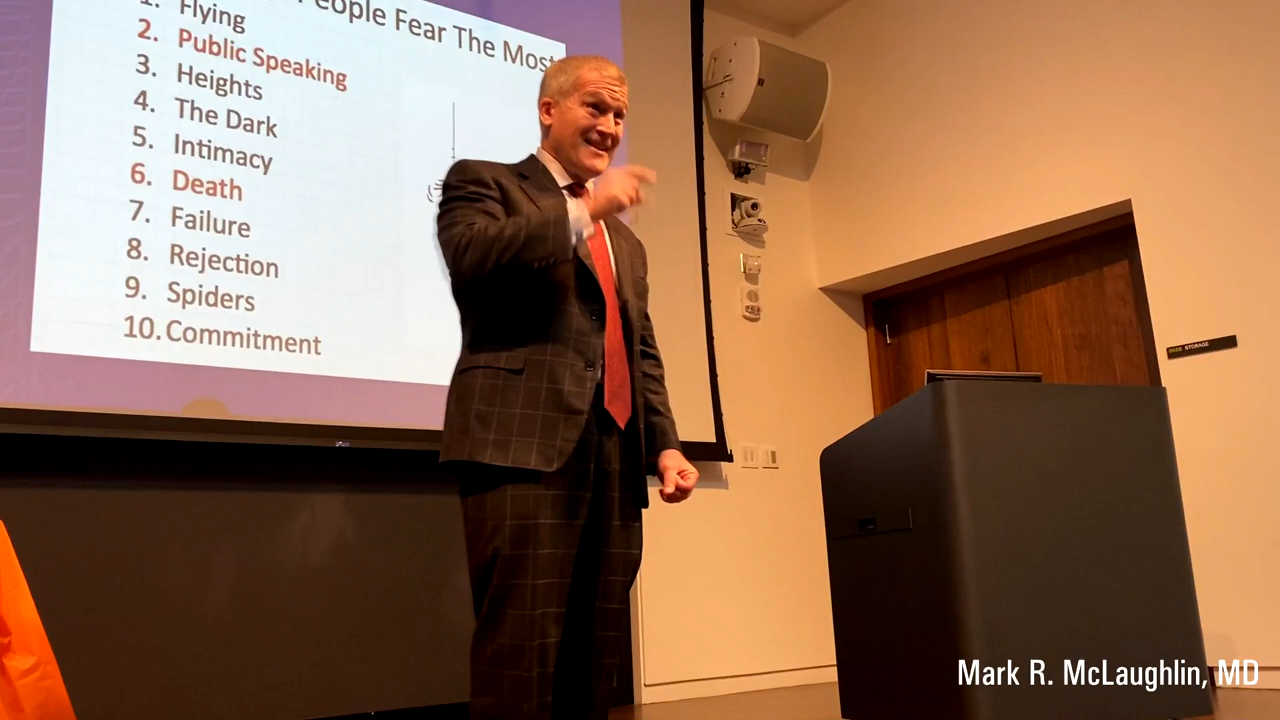 People Fear The Most
1. Flying
2. Public Speaking
3. Heights
4. The Dark
5. Intimacy
6. Death
7. Failure
8. Rejection
9. Spiders
10. Commitment
STORAGE
Mark R. McLaughlin, MD